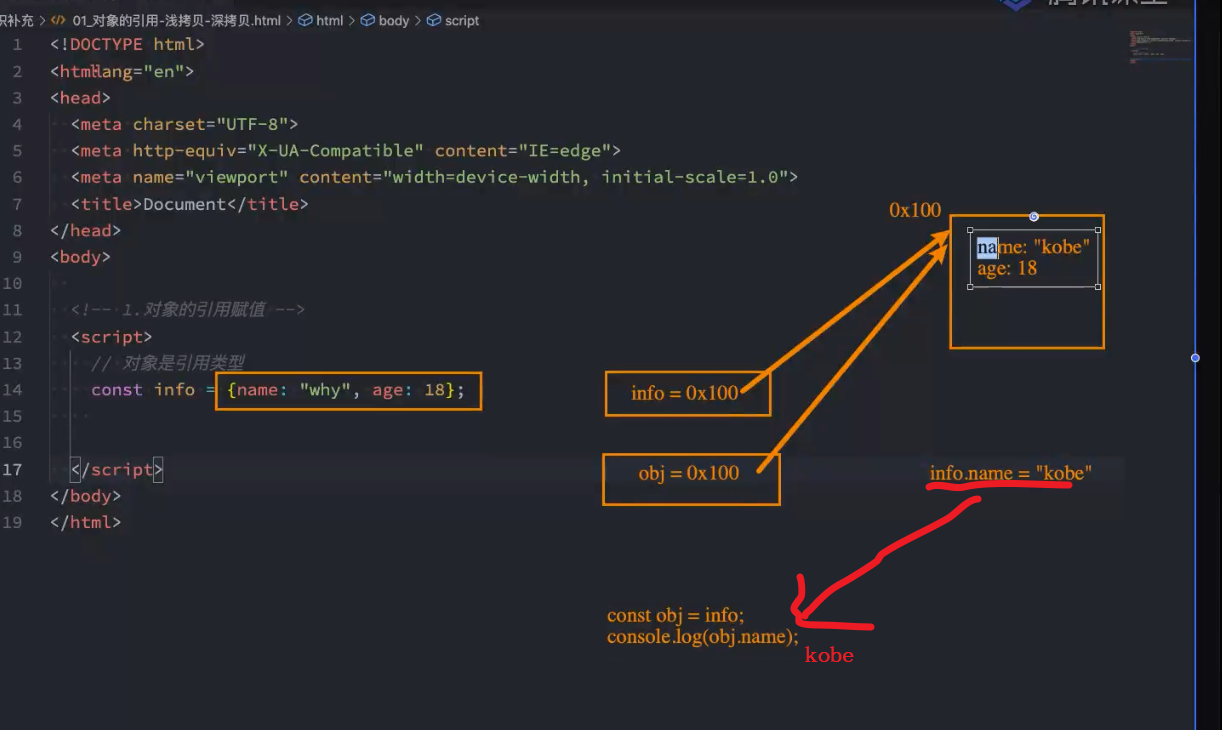 识补充 > 01_对象的引用-浅拷贝-深拷贝.html > html > body > script
1 <!DOCTYPE html>
2 <html lang="en">
3 <head>
4 <meta charset="UTF-8">
5 <meta http-equiv="X-UA-Compatible" content="IE=edge">
6 <meta name="viewport" content="width=device-width, initial-scale=1.0">
7 <title>Document</title>
8 </head>
9 <body>
10
11 <!-- 1.对象的引用赋值 -->
12 <script>
13 // 对象是引用类型
14 const info = {name: "why", age: 18};
15
16
17 </script>
18 </body>
19 </html>
0x100
name: "kobe"
age: 18
info = 0x100
obj = 0x100
info.name = "kobe"
const obj = info;
console.log(obj.name);
kobe